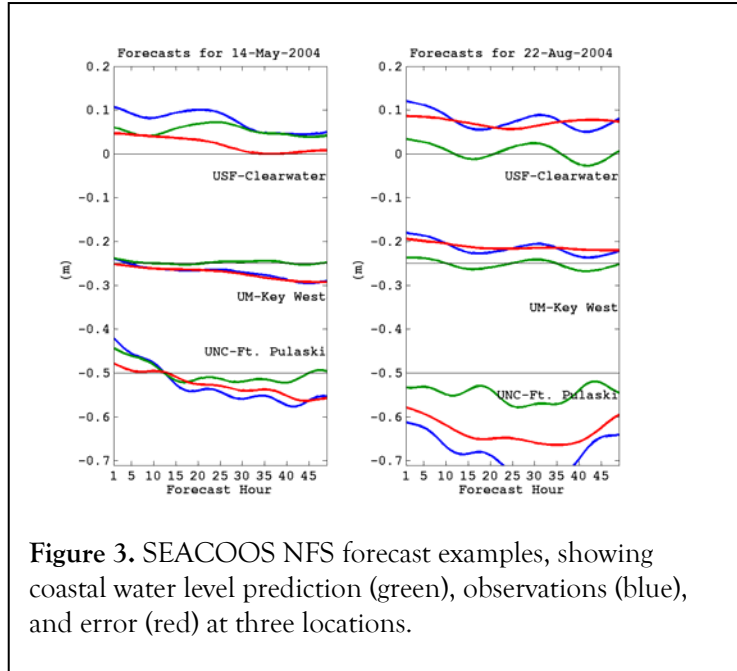 Forecasts for 14-May-2004
0.2
0.1
0
-0.1
-0.2
-0.3
-0.4
-0.5
-0.6
-0.7
(m)
USF-Clearwater
UM-Key West
UNC-Ft. Pulaski
1 5 10 15 20 25 30 35 40 45
Forecast Hour
Forecasts for 22-Aug-2004
0.2
0.1
0
-0.1
-0.2
-0.3
-0.4
-0.5
-0.6
-0.7
(m)
USF-Clearwater
UM-Key West
UNC-Ft. Pulaski
1 5 10 15 20 25 30 35 40 45
Forecast Hour
Figure 3. SEACOOS NFS forecast examples, showing
coastal water level prediction (green), observations (blue),
and error (red) at three locations.